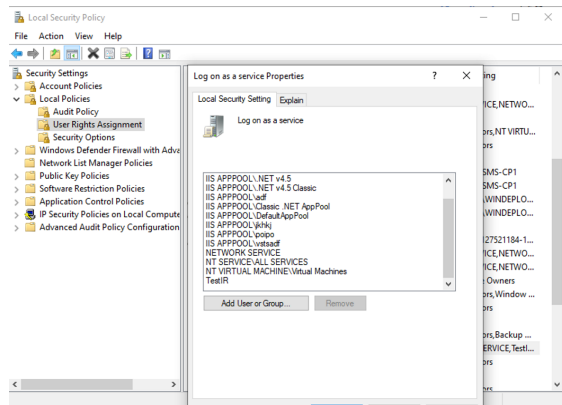 Local Security Policy
File Action View Help
Security Settings
Account Policies
Local Policies
Audit Policy
User Rights Assignment
Security Options
Windows Defender Firewall with Adva
Network List Manager Policies
Public Key Policies
Software Restriction Policies
Application Control Policies
IP Security Policies on Local Compute
Advanced Audit Policy Configuration
Log on as a service Properties
? ×
Local Security Setting Explain
Log on as a service
IIS APPPOOL\.NET v4.5
IIS APPPOOL\.NET v4.5 Classic
IIS APPPOOL\adf
IIS APPPOOL\Classic .NET AppPool
IIS APPPOOL\DefaultAppPool
IIS APPPOOL\jkhkj
IIS APPPOOL\poipo
IIS APPPOOL\vstsadf
NETWORK SERVICE
NT SERVICE\ALL SERVICES
NT VIRTUAL MACHINE\Virtual Machines
TestIR
Add User or Group... Remove
ing
/ICE,NETWO...
ors,NT VIRTU...
ors
SMS-CP1
SMS-CP1
.WINDEPLO...
.WINDEPLO...
127521184-1...
/ICE,NETWO...
/ICE,NETWO...
Owners
ors,Window ...
ors
ors,Backup ...
ERVICE,TestI...
ors
ors